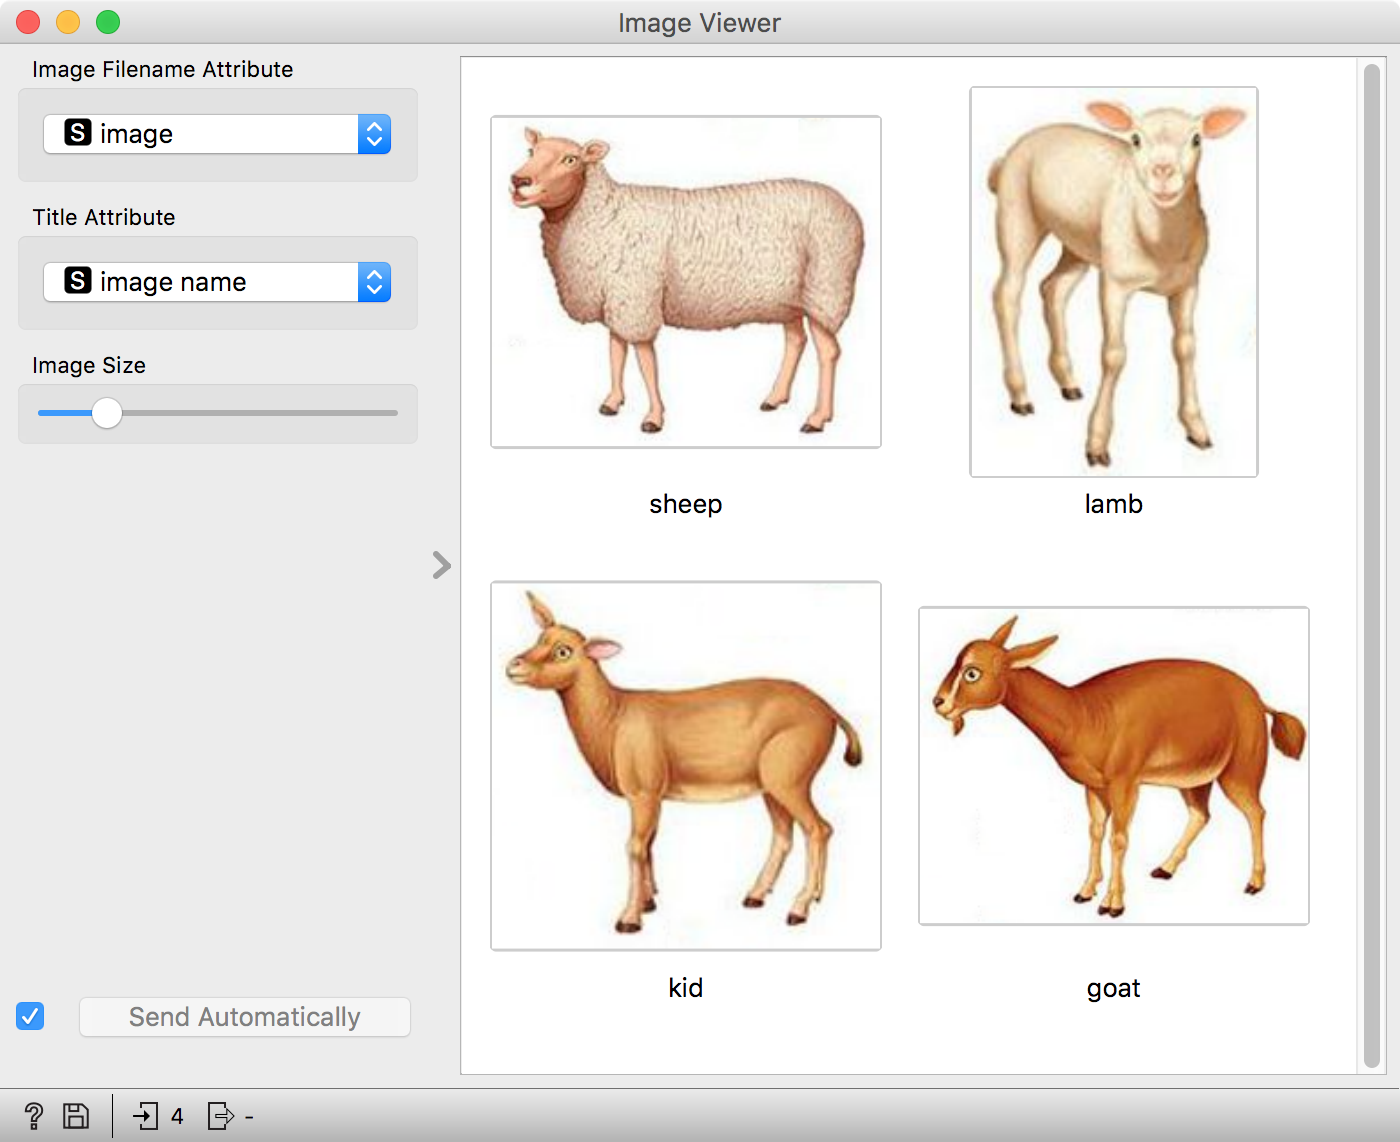 Image Viewer
Image Filename Attribute
S image
Title Attribute
S image name
Image Size
Send Automatically
sheep
lamb
kid
goat
? 4 -